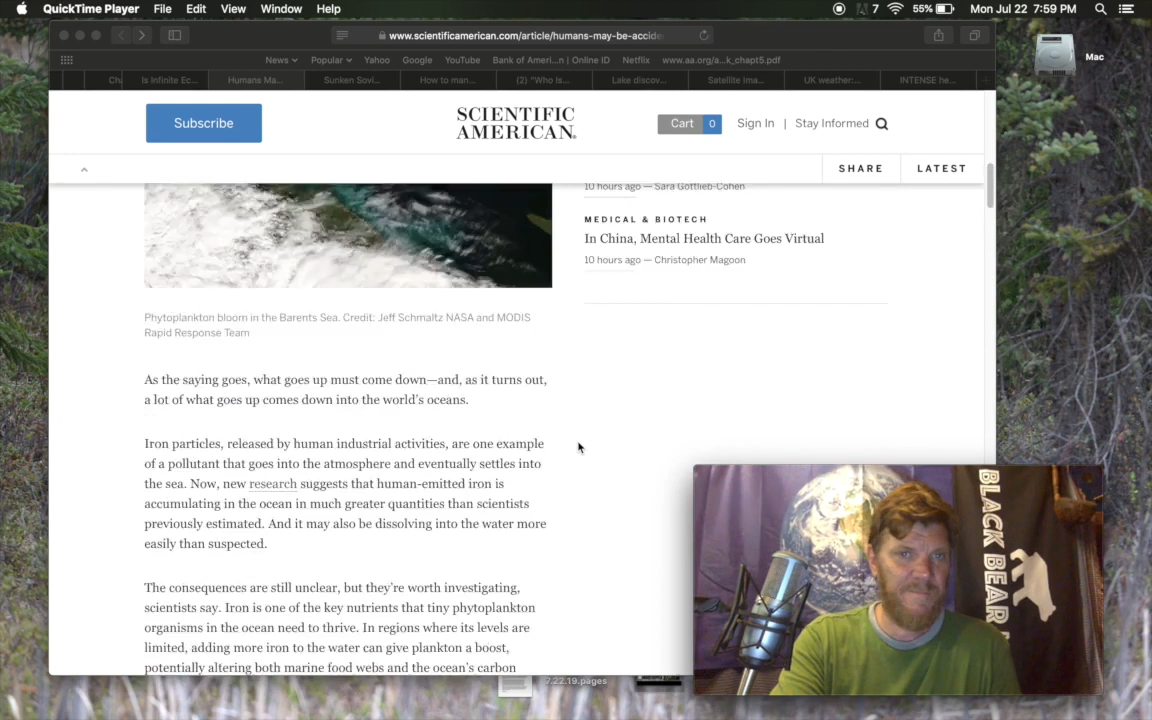 QuickTime Player File Edit View Window Help 7 55% Mon Jul 22 7:59 PM
www.scientificamerican.com/article/humans-may-be-accide
News Popular Yahoo Google YouTube Bank of Ameri...n | Online ID Netflix www.aa.org/a...k_chapt5.pdf
Ch Is Infinite Ec... Humans Ma... Sunken Sovi... How to man... (2) "Who Is... Lake discov... Satellite Ima... UK weather:... INTENSE he...
Mac
Subscribe
SCIENTIFIC
AMERICAN
Cart 0 Sign In | Stay Informed
SHARE LATEST
10 hours ago — Sara Gottlieb-Cohen
MEDICAL & BIOTECH
In China, Mental Health Care Goes Virtual
10 hours ago — Christopher Magoon
Phytoplankton bloom in the Barents Sea. Credit: Jeff Schmaltz NASA and MODIS
Rapid Response Team
As the saying goes, what goes up must come down—and, as it turns out,
a lot of what goes up comes down into the world's oceans.
Iron particles, released by human industrial activities, are one example
of a pollutant that goes into the atmosphere and eventually settles into
the sea. Now, new research suggests that human-emitted iron is
accumulating in the ocean in much greater quantities than scientists
previously estimated. And it may also be dissolving into the water more
easily than suspected.
The consequences are still unclear, but they're worth investigating,
scientists say. Iron is one of the key nutrients that tiny phytoplankton
organisms in the ocean need to thrive. In regions where its levels are
limited, adding more iron to the water can give plankton a boost,
potentially altering both marine food webs and the ocean's carbon
BLACK BEAR
7.22.19.pages